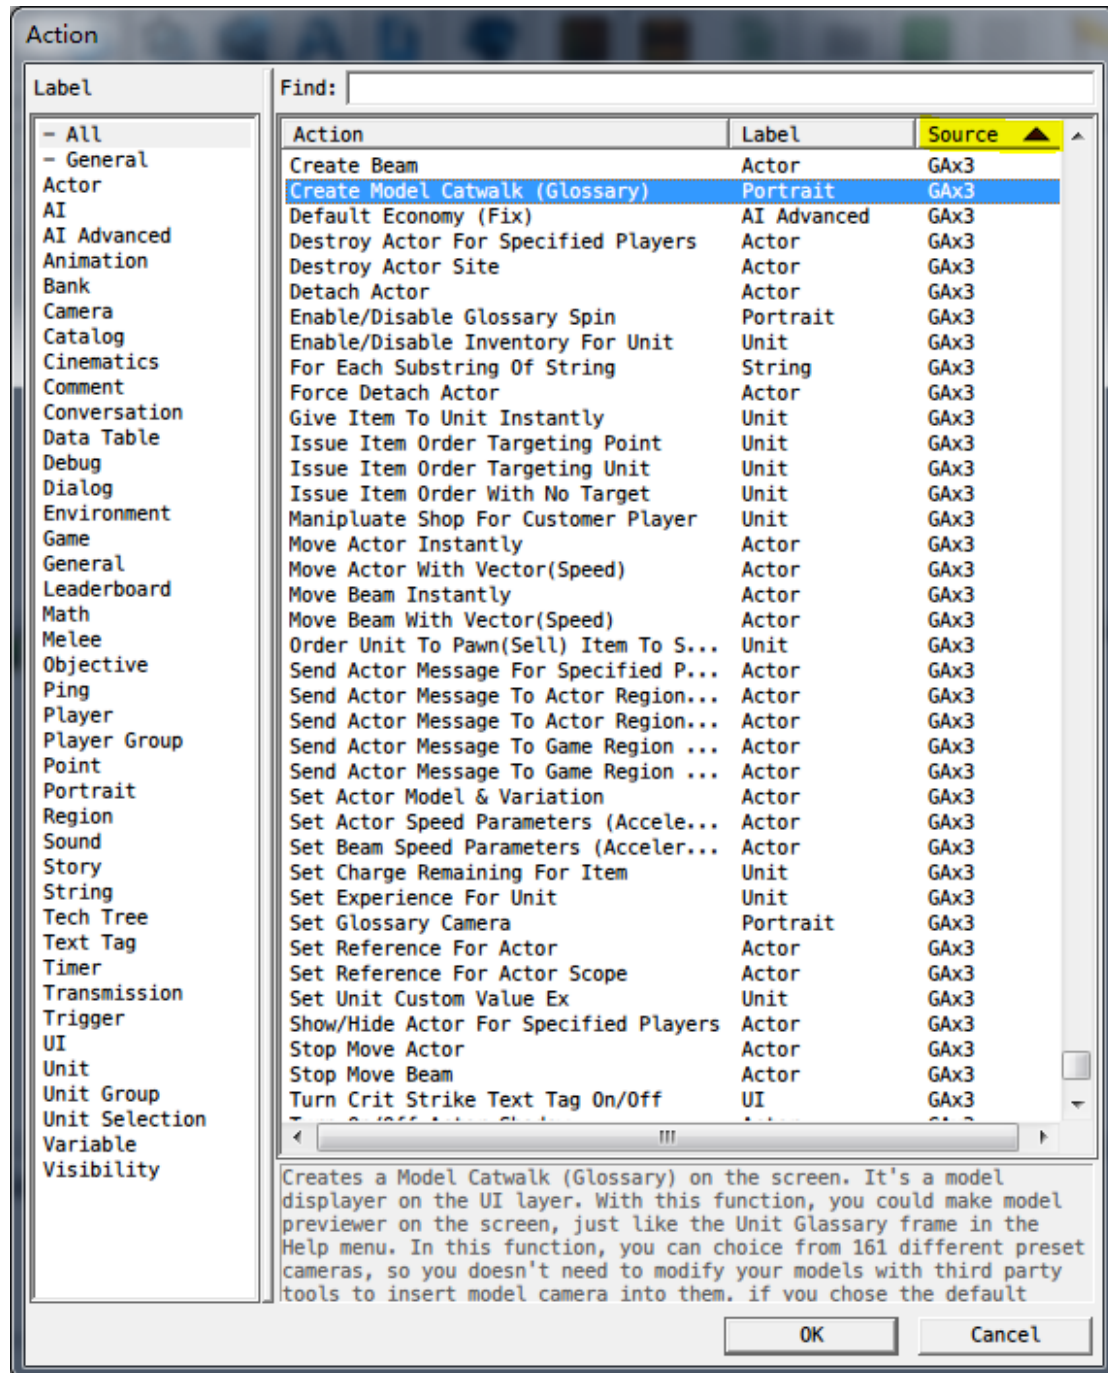 Action
Label
Find:
- All
- General
Actor
AI
AI Advanced
Animation
Bank
Camera
Catalog
Cinematics
Comment
Conversation
Data Table
Debug
Dialog
Environment
Game
General
Leaderboard
Math
Melee
Objective
Ping
Player
Player Group
Point
Portrait
Region
Sound
Story
String
Tech Tree
Text Tag
Timer
Transmission
Trigger
UI
Unit
Unit Group
Unit Selection
Variable
Visibility
Action Label Source
Create Beam Actor GAx3
Create Model Catwalk (Glossary) Portrait GAx3
Default Economy (Fix) AI Advanced GAx3
Destroy Actor For Specified Players Actor GAx3
Destroy Actor Site Actor GAx3
Detach Actor Actor GAx3
Enable/Disable Glossary Spin Portrait GAx3
Enable/Disable Inventory For Unit Unit GAx3
For Each Substring Of String String GAx3
Force Detach Actor Actor GAx3
Give Item To Unit Instantly Unit GAx3
Issue Item Order Targeting Point Unit GAx3
Issue Item Order Targeting Unit Unit GAx3
Issue Item Order With No Target Unit GAx3
Manipluate Shop For Customer Player Unit GAx3
Move Actor Instantly Actor GAx3
Move Actor With Vector(Speed) Actor GAx3
Move Beam Instantly Actor GAx3
Move Beam With Vector(Speed) Actor GAx3
Order Unit To Pawn(Sell) Item To S... Unit GAx3
Send Actor Message For Specified P... Actor GAx3
Send Actor Message To Actor Region... Actor GAx3
Send Actor Message To Actor Region... Actor GAx3
Send Actor Message To Game Region ... Actor GAx3
Send Actor Message To Game Region ... Actor GAx3
Set Actor Model & Variation Actor GAx3
Set Actor Speed Parameters (Accele... Actor GAx3
Set Beam Speed Parameters (Acceler... Actor GAx3
Set Charge Remaining For Item Unit GAx3
Set Experience For Unit Unit GAx3
Set Glossary Camera Portrait GAx3
Set Reference For Actor Actor GAx3
Set Reference For Actor Scope Actor GAx3
Set Unit Custom Value Ex Unit GAx3
Show/Hide Actor For Specified Players Actor GAx3
Stop Move Actor Actor GAx3
Stop Move Beam Actor GAx3
Turn Crit Strike Text Tag On/Off UI GAx3
Creates a Model Catwalk (Glossary) on the screen. It's a model
displayer on the UI layer. With this function, you could make model
previewer on the screen, just like the Unit Glassary frame in the
Help menu. In this function, you can choice from 161 different preset
cameras, so you doesn't need to modify your models with third party
tools to insert model camera into them. if you chose the default
OK Cancel